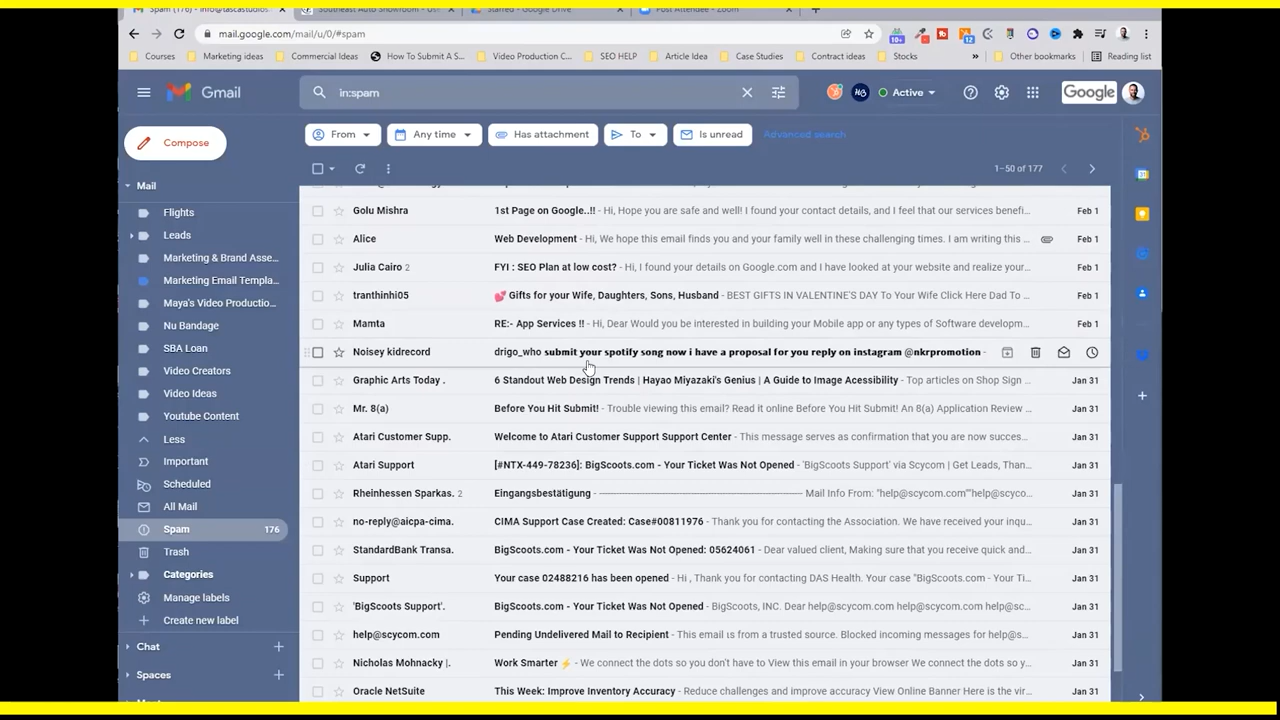 Spam (176) - info@tascastudios
Southeast Auto Showroom - Use
Starred - Google Drive
Post Attendee - Zoom
mail.google.com/mail/u/0/#spam
10+
12
Courses
Marketing ideas
Commercial Ideas
How To Submit A S...
Video Production C...
SEO HELP
Article Idea
Case Studies
Contract ideas
Stocks
»
Other bookmarks
Reading list
Gmail
in:spam
Active
Google
Compose
From
Any time
Has attachment
To
Is unread
Advanced search
1–50 of 177
Mail
Flights
Leads
Marketing & Brand Asse...
Marketing Email Templa...
Maya's Video Productio...
Nu Bandage
SBA Loan
Video Creators
Video Ideas
Youtube Content
Less
Important
Scheduled
All Mail
Spam 176
Trash
Categories
Manage labels
Create new label
Chat
Spaces
Golu Mishra 1st Page on Google..!! - Hi, Hope you are safe and well! I found your contact details, and I feel that our services benefi... Feb 1
Alice Web Development - Hi, We hope this email finds you and your family well in these challenging times. I am writing this ... Feb 1
Julia Cairo 2 FYI : SEO Plan at low cost? - Hi, I found your details on Google.com and I have looked at your website and realize your... Feb 1
tranthinhi05 💕 Gifts for your Wife, Daughters, Sons, Husband - BEST GIFTS IN VALENTINE'S DAY To Your Wife Click Here Dad To ... Feb 1
Mamta RE:- App Services !! - Hi, Dear Would you be interested in building your Mobile app or any types of Software developm... Feb 1
Noisey kidrecord drigo_who submit your spotify song now i have a proposal for you reply on instagram @nkrpromotion -
Graphic Arts Today . 6 Standout Web Design Trends | Hayao Miyazaki's Genius | A Guide to Image Acessibility - Top articles on Shop Sign ... Jan 31
Mr. 8(a) Before You Hit Submit! - Trouble viewing this email? Read it online Before You Hit Submit! An 8(a) Application Review ... Jan 31
Atari Customer Supp. Welcome to Atari Customer Support Support Center - This message serves as confirmation that you are now succes... Jan 31
Atari Support [#NTX-449-78236]: BigScoots.com - Your Ticket Was Not Opened - 'BigScoots Support' via Scycom | Get Leads, Than... Jan 31
Rheinhessen Sparkas. 2 Eingangsbestätigung - ---------- Mail Info From: "help@scycom.com""help@scyco... Jan 31
no-reply@aicpa-cima. CIMA Support Case Created: Case#00811976 - Thank you for contacting the Association. We have received your inqu... Jan 31
StandardBank Transa. BigScoots.com - Your Ticket Was Not Opened: 05624061 - Dear valued client, Making sure that you receive quick and... Jan 31
Support Your case 02488216 has been opened - Hi , Thank you for contacting DAS Health. Your case "BigScoots.com - Your Ti... Jan 31
'BigScoots Support'. BigScoots.com - Your Ticket Was Not Opened - BigScoots, INC. Dear help@scycom.com help@scycom.com help@sc... Jan 31
help@scycom.com Pending Undelivered Mail to Recipient - This email ıs from a trusted source. Blocked incoming messages for help@s... Jan 31
Nicholas Mohnacky |. Work Smarter ⚡ - We connect the dots so you don't have to View this email in your browser We connect the dots so y... Jan 31
Oracle NetSuite This Week: Improve Inventory Accuracy - Reduce challenges and improve accuracy View Online Banner Here is the vir... Jan 31